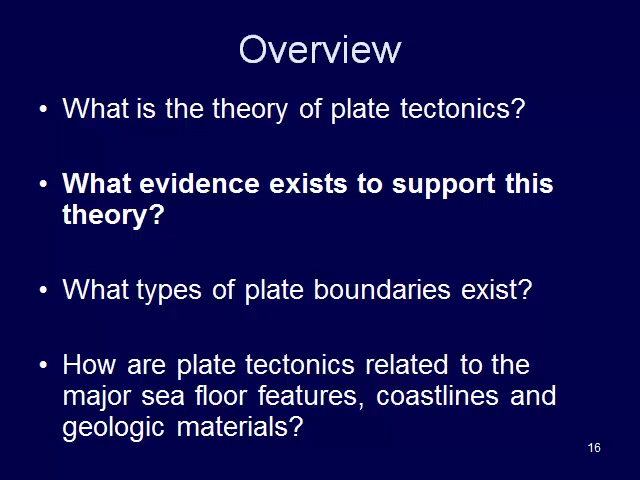 Overview
• What is the theory of plate tectonics?
• What evidence exists to support this
theory?
• What types of plate boundaries exist?
• How are plate tectonics related to the
major sea floor features, coastlines and
geologic materials?
16